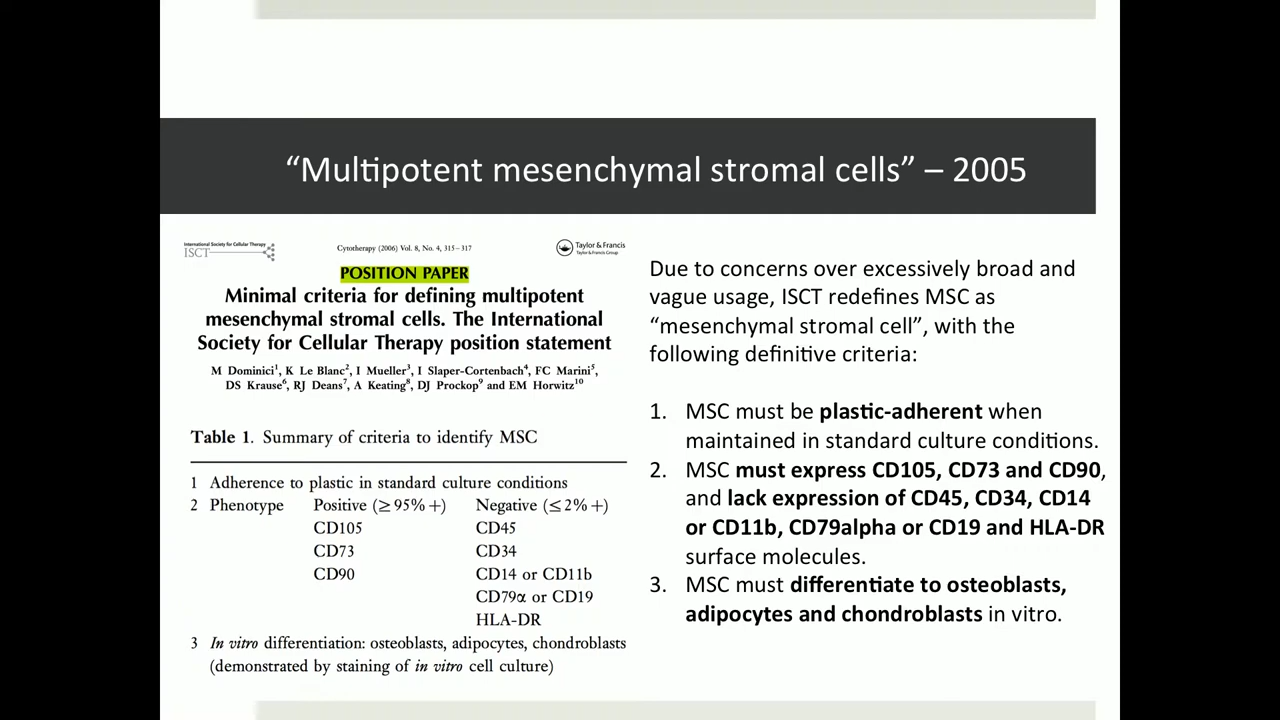 “Multipotent mesenchymal stromal cells” – 2005
International Society for Cellular Therapy
ISCT
Cytotherapy (2006) Vol. 8, No. 4, 315–317
Taylor & Francis
Taylor & Francis Group
POSITION PAPER
Minimal criteria for defining multipotent
mesenchymal stromal cells. The International
Society for Cellular Therapy position statement
M Dominici1, K Le Blanc2, I Mueller3, I Slaper-Cortenbach4, FC Marini5,
DS Krause6, RJ Deans7, A Keating8, DJ Prockop9 and EM Horwitz10
Table 1. Summary of criteria to identify MSC
1 Adherence to plastic in standard culture conditions
2 Phenotype Positive (≥95%+) Negative (≤2%+)
CD105 CD45
CD73 CD34
CD90 CD14 or CD11b
CD79α or CD19
HLA-DR
3 In vitro differentiation: osteoblasts, adipocytes, chondroblasts
(demonstrated by staining of in vitro cell culture)
Due to concerns over excessively broad and
vague usage, ISCT redefines MSC as
“mesenchymal stromal cell”, with the
following definitive criteria:
1. MSC must be plastic-adherent when
maintained in standard culture conditions.
2. MSC must express CD105, CD73 and CD90,
and lack expression of CD45, CD34, CD14
or CD11b, CD79alpha or CD19 and HLA-DR
surface molecules.
3. MSC must differentiate to osteoblasts,
adipocytes and chondroblasts in vitro.